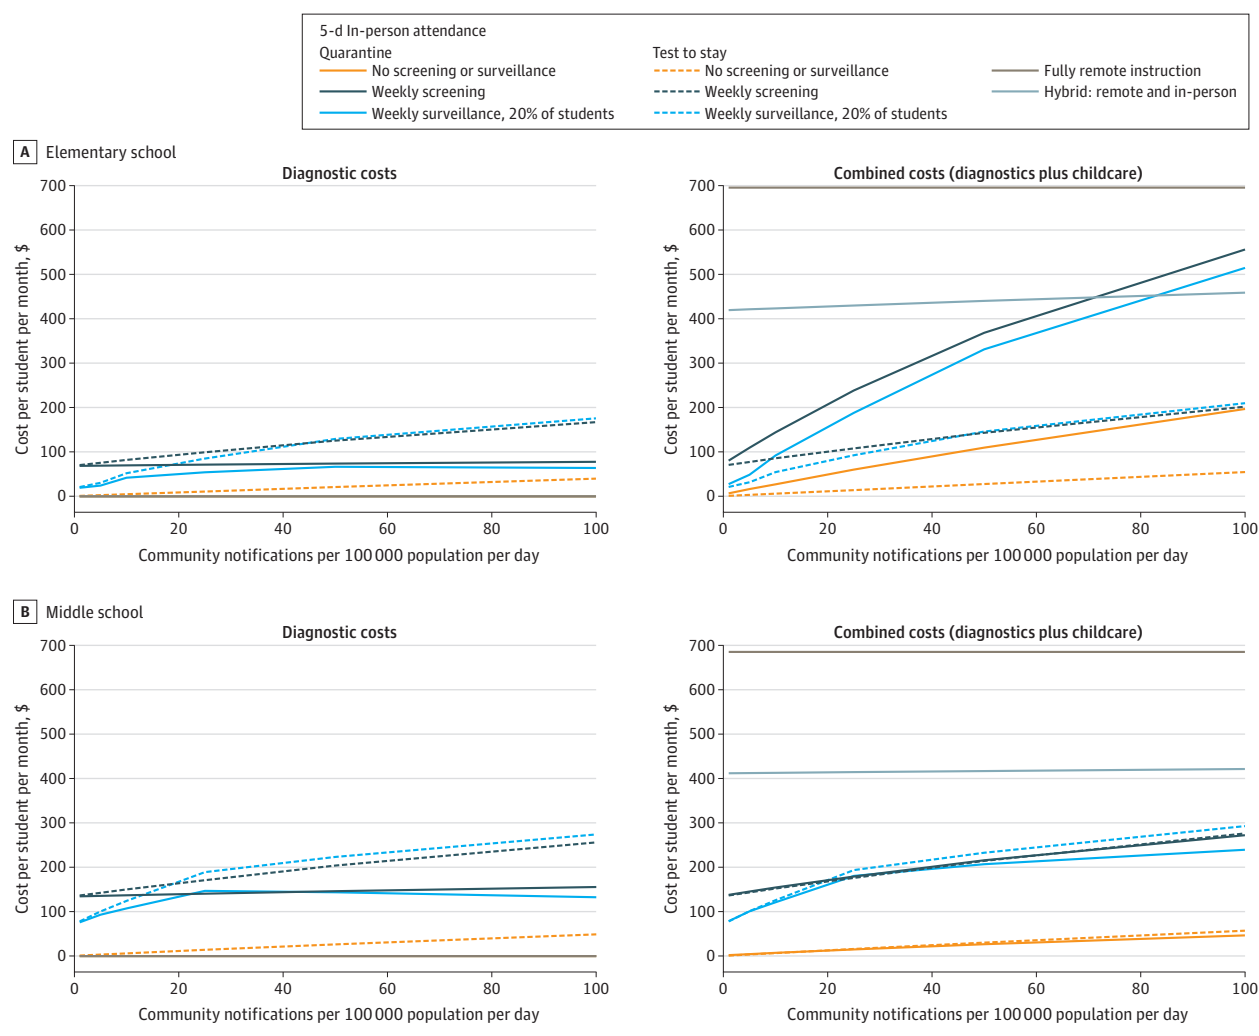 5-d In-person attendance
Quarantine
Test to stay
No screening or surveillance
No screening or surveillance
Fully remote instruction
Weekly screening
Weekly screening
Hybrid: remote and in-person
Weekly surveillance, 20% of students
Weekly surveillance, 20% of students
A Elementary school
Diagnostic costs
700
600
500
400
300
200
100
0
Cost per student per month, $
0 20 40 60 80 100
Community notifications per 100 000 population per day
Combined costs (diagnostics plus childcare)
700
600
500
400
300
200
100
0
Cost per student per month, $
0 20 40 60 80 100
Community notifications per 100 000 population per day
B Middle school
Diagnostic costs
700
600
500
400
300
200
100
0
Cost per student per month, $
0 20 40 60 80 100
Community notifications per 100 000 population per day
Combined costs (diagnostics plus childcare)
700
600
500
400
300
200
100
0
Cost per student per month, $
0 20 40 60 80 100
Community notifications per 100 000 population per day